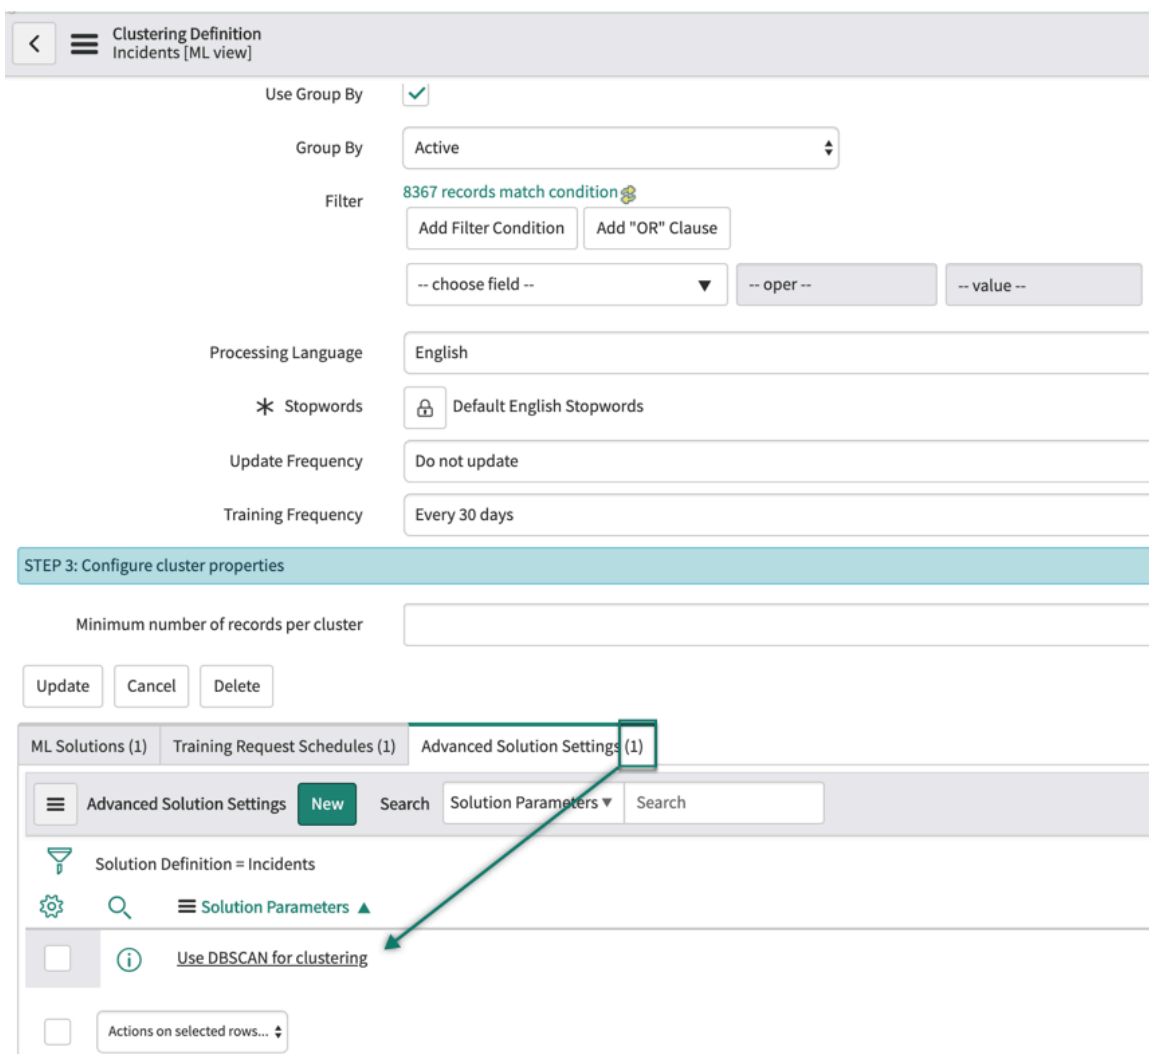 Clustering Definition
Incidents [ML view]
Use Group By
Group By Active
Filter 8367 records match condition
Add Filter Condition Add "OR" Clause
-- choose field -- -- oper -- -- value --
Processing Language English
Stopwords Default English Stopwords
Update Frequency Do not update
Training Frequency Every 30 days
STEP 3: Configure cluster properties
Minimum number of records per cluster
Update Cancel Delete
ML Solutions (1) Training Request Schedules (1) Advanced Solution Settings (1)
Advanced Solution Settings New Search Solution Parameters Search
Solution Definition = Incidents
Solution Parameters
Use DBSCAN for clustering
Actions on selected rows...